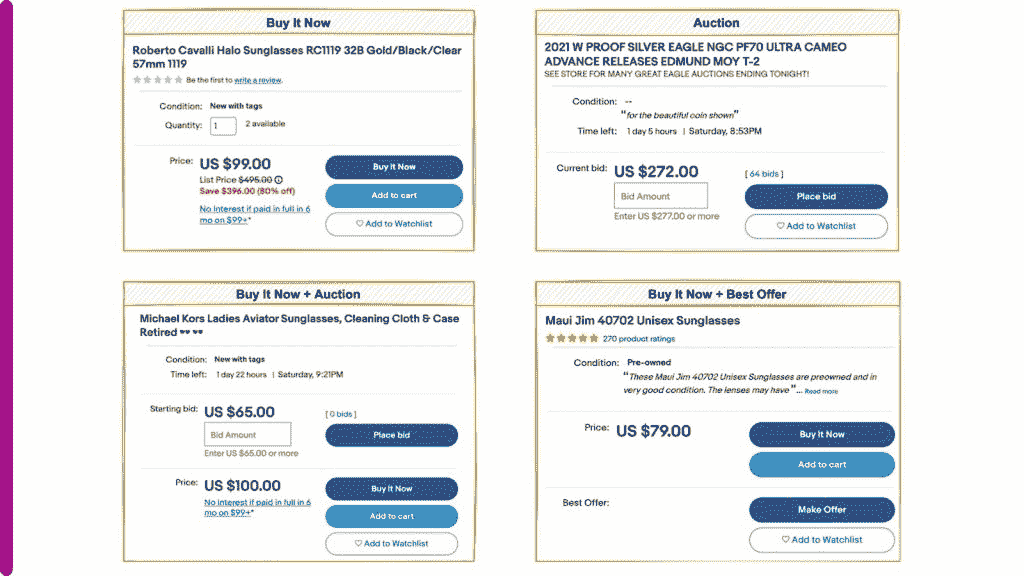 Buy It Now
Roberto Cavalli Halo Sunglasses RC1119 32B Gold/Black/Clear
57mm 1119
Be the first to write a review.
Condition: New with tags
Quantity: 1 2 available
Price: US $99.00
List Price $495.00
Save $396.00 (80% off)
No Interest if paid in full in 6
mo on $99+*
Buy It Now
Add to cart
Add to Watchlist
Auction
2021 W PROOF SILVER EAGLE NGC PF70 ULTRA CAMEO
ADVANCE RELEASES EDMUND MOY T-2
SEE STORE FOR MANY GREAT EAGLE AUCTIONS ENDING TONIGHT!
Condition: --
"for the beautiful coin shown"
Time left: 1 day 5 hours | Saturday, 8:53PM
Current bid: US $272.00 [ 64 bids ]
Bid Amount
Enter US $277.00 or more
Place bid
Add to Watchlist
Buy It Now + Auction
Michael Kors Ladies Aviator Sunglasses, Cleaning Cloth & Case
Retired 🕶️ 🕶️
Condition: New with tags
Time left: 1 day 22 hours | Saturday, 9:21PM
Starting bid: US $65.00 [ 0 bids ]
Bid Amount
Enter US $65.00 or more
Place bid
Price: US $100.00
No Interest if paid in full in 6
mo on $99+*
Buy It Now
Add to cart
Add to Watchlist
Buy It Now + Best Offer
Maui Jim 40702 Unisex Sunglasses
270 product ratings
Condition: Pre-owned
"These Maui Jim 40702 Unisex Sunglasses are preowned and in
very good condition. The lenses may have"... Read more
Price: US $79.00
Buy It Now
Add to cart
Best Offer:
Make Offer
Add to Watchlist